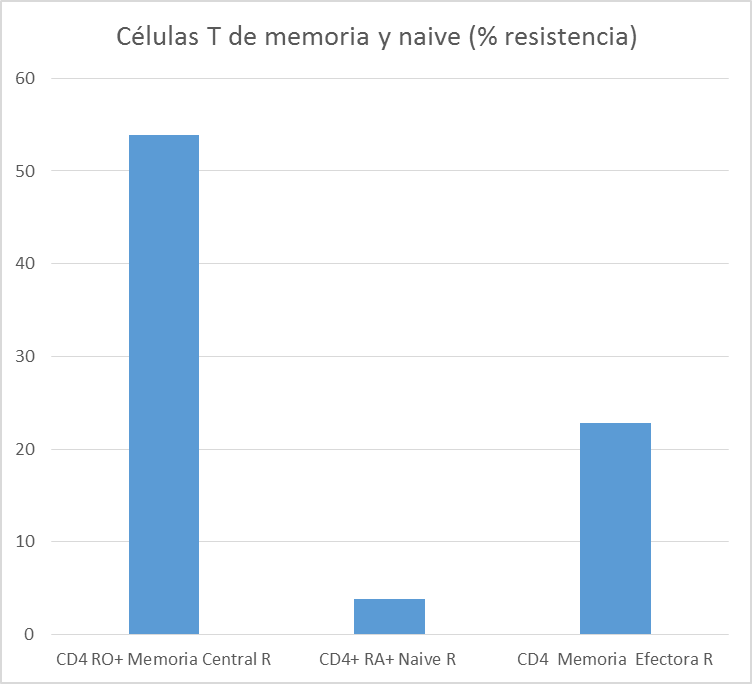 Células T de memoria y naive (% resistencia)
60
50
40
30
20
10
0
CD4 RO+ Memoria Central R
CD4+ RA+ Naive R
CD4  Memoria  Efectora R